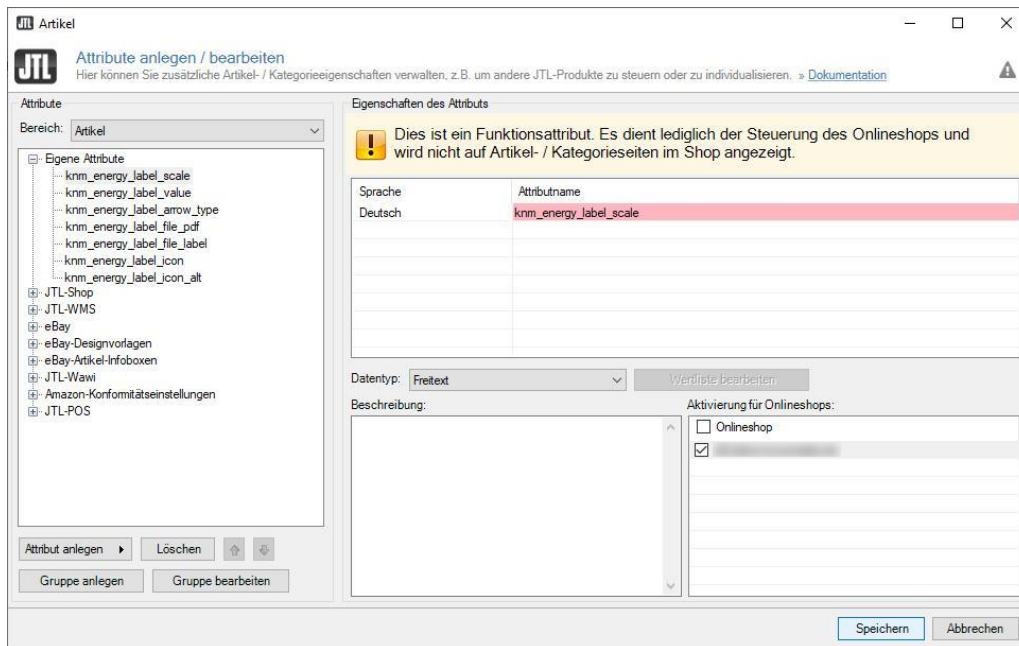 JTL Artikel
JTL
Attribute anlegen / bearbeiten
Hier können Sie zusätzliche Artikel- / Kategorieeigenschaften verwalten, z.B. um andere JTL-Produkte zu steuern oder zu individualisieren. » Dokumentation
Attribute
Bereich: Artikel
Eigene Attribute
knm_energy_label_scale
knm_energy_label_value
knm_energy_label_arrow_type
knm_energy_label_file_pdf
knm_energy_label_file_label
knm_energy_label_icon
knm_energy_label_icon_alt
JTL-Shop
JTL-WMS
eBay
eBay-Designvorlagen
eBay-Artikel-Infoboxen
JTL-Wawi
Amazon-Konformitätseinstellungen
JTL-POS
Attribut anlegen
Löschen
Gruppe anlegen
Gruppe bearbeiten
Eigenschaften des Attributs
Dies ist ein Funktionsattribut. Es dient lediglich der Steuerung des Onlineshops und
wird nicht auf Artikel- / Kategorieseiten im Shop angezeigt.
Sprache Attributname
Deutsch knm_energy_label_scale
Datentyp: Freitext
Wertliste bearbeiten
Beschreibung:
Aktivierung für Onlineshops:
Onlineshop
Speichern
Abbrechen